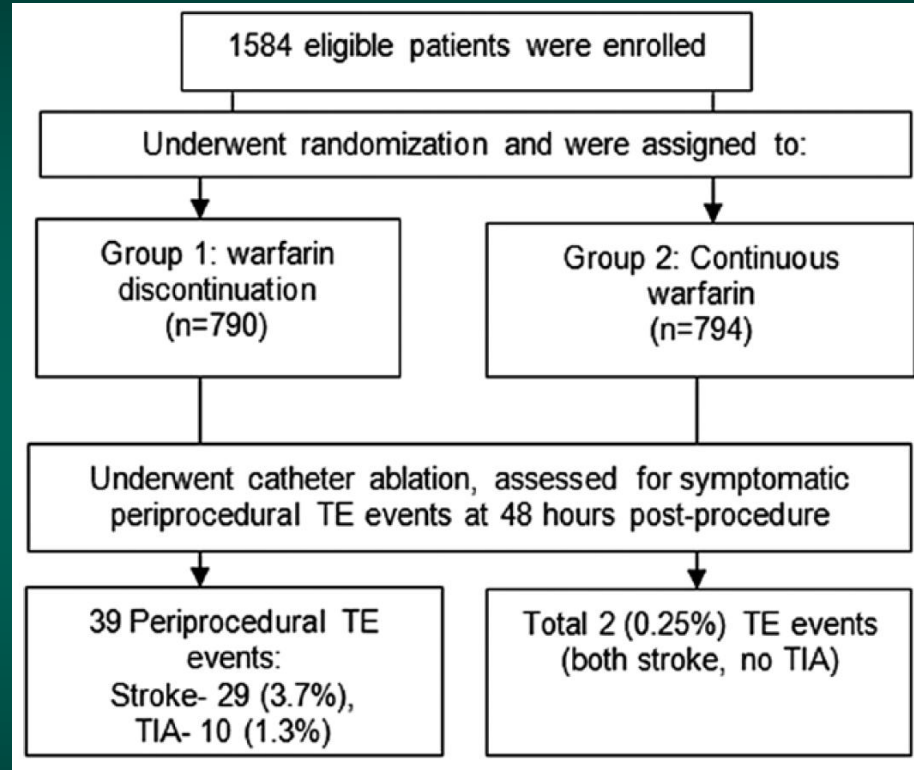 1584 eligible patients were enrolled
Underwent randomization and were assigned to:
Group 1: warfarin
discontinuation
(n=790)
Group 2: Continuous
warfarin
(n=794)
Underwent catheter ablation, assessed for symptomatic
periprocedural TE events at 48 hours post-procedure
39 Periprocedural TE
events:
Stroke- 29 (3.7%),
TIA- 10 (1.3%)
Total 2 (0.25%) TE events
(both stroke, no TIA)